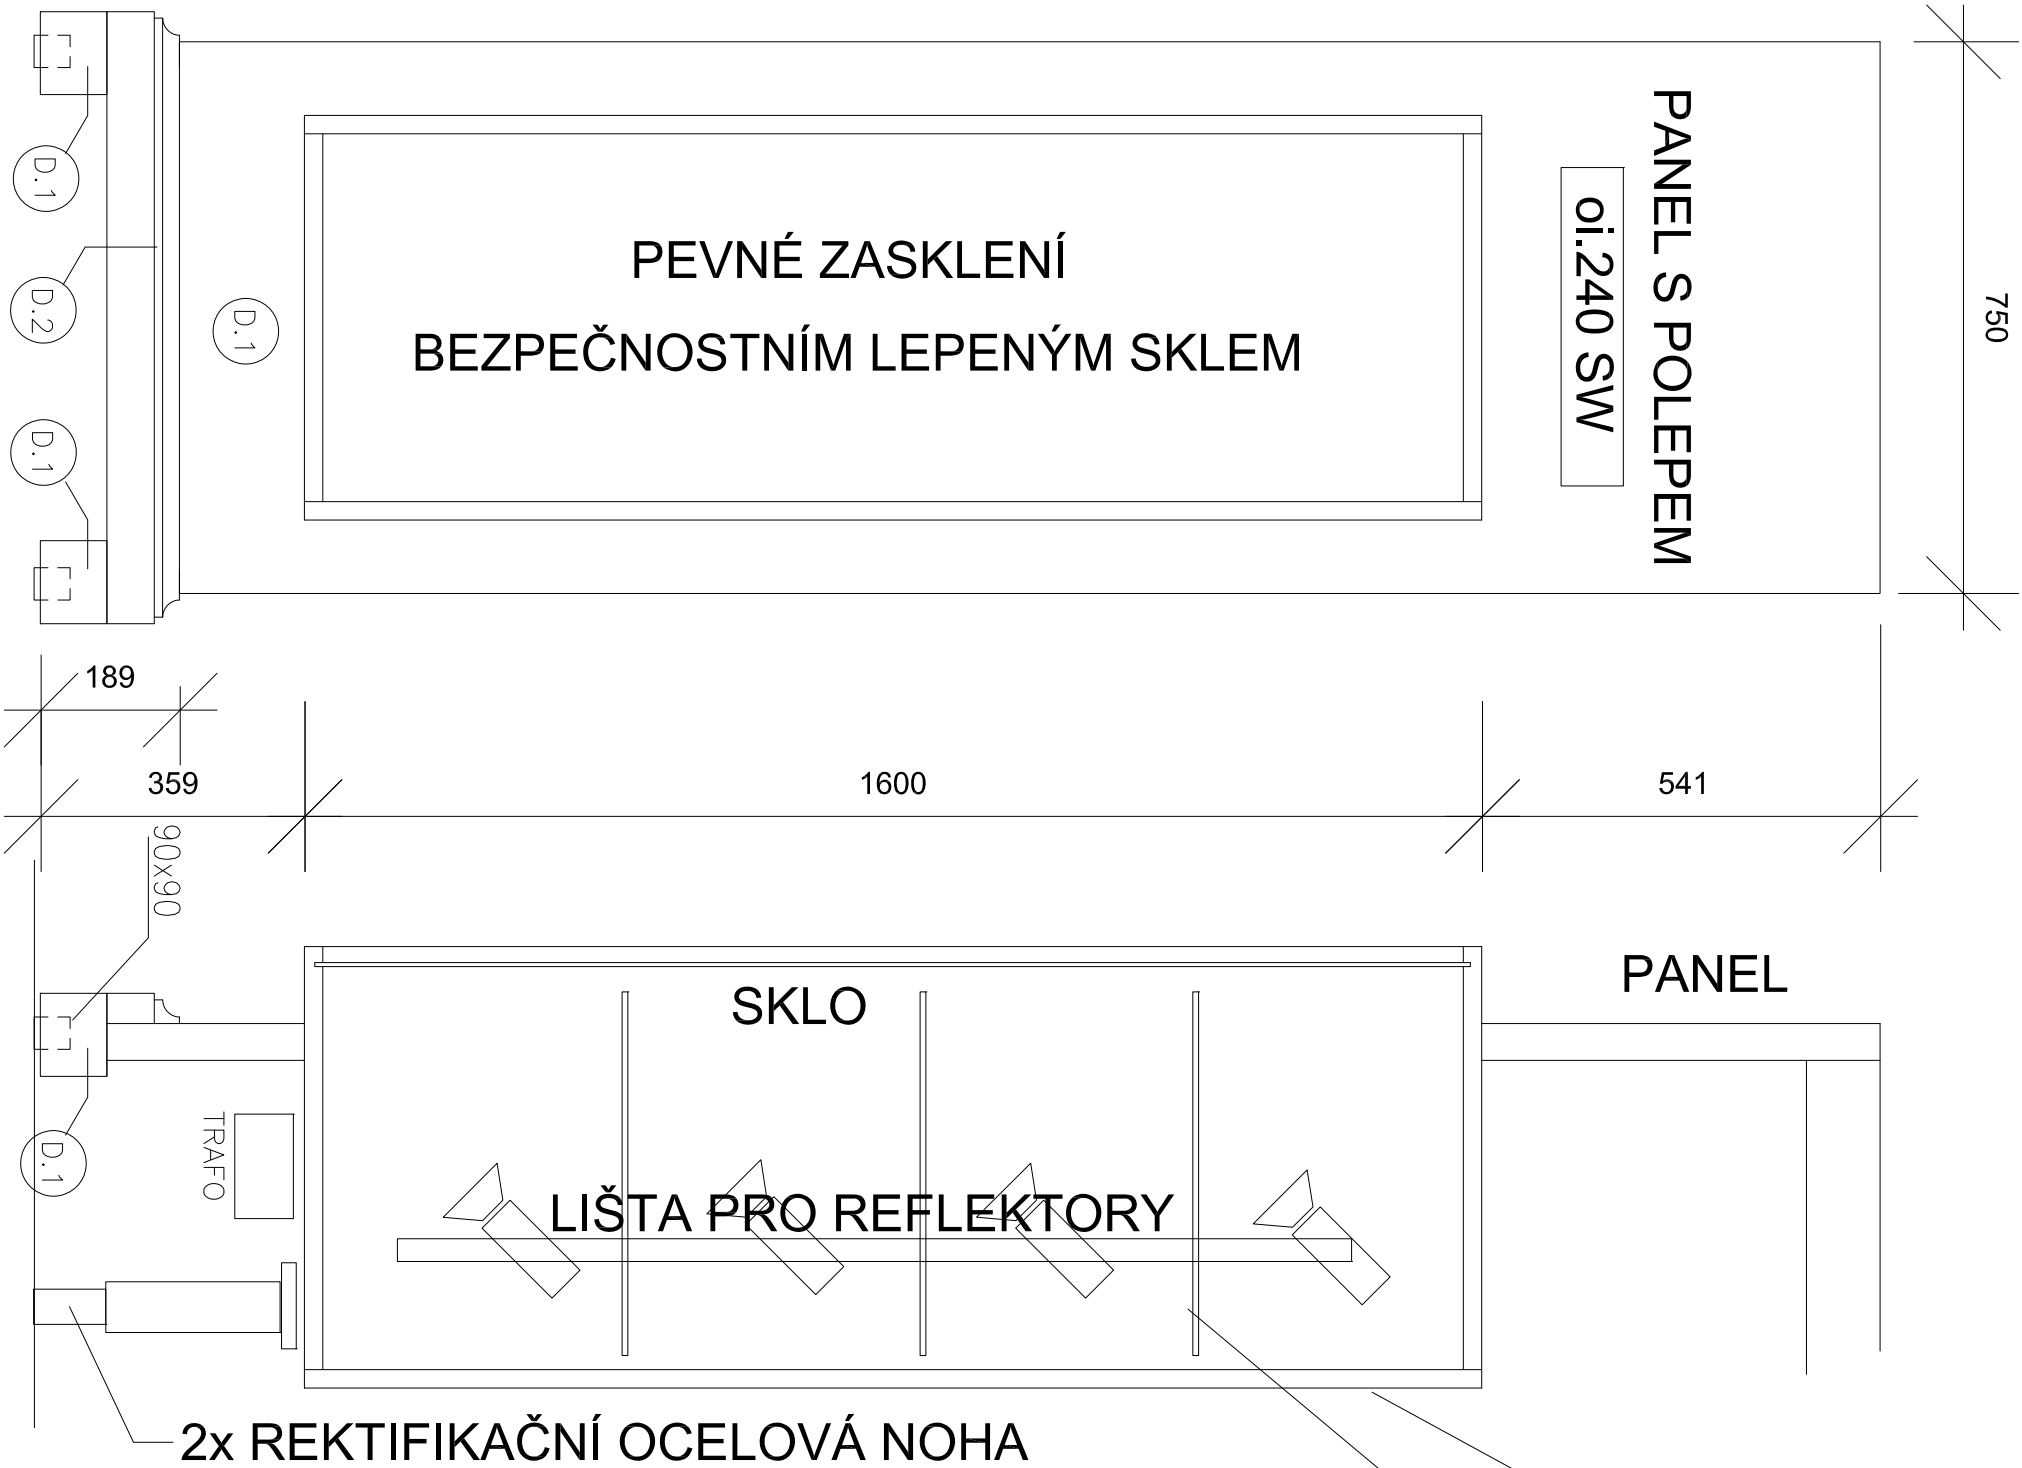 PANEL S POLEPEM
oi.240 SW
750
D.1
D.2
D.1
D.1
PEVNÉ ZASKLENÍ
BEZPEČNOSTNÍM LEPENÝM SKLEM
189
359
1600
541
90x90
SKLO
PANEL
TRAFO
D.1
LIŠTA PRO REFLEKTORY
2x REKTIFIKAČNÍ OCELOVÁ NOHA